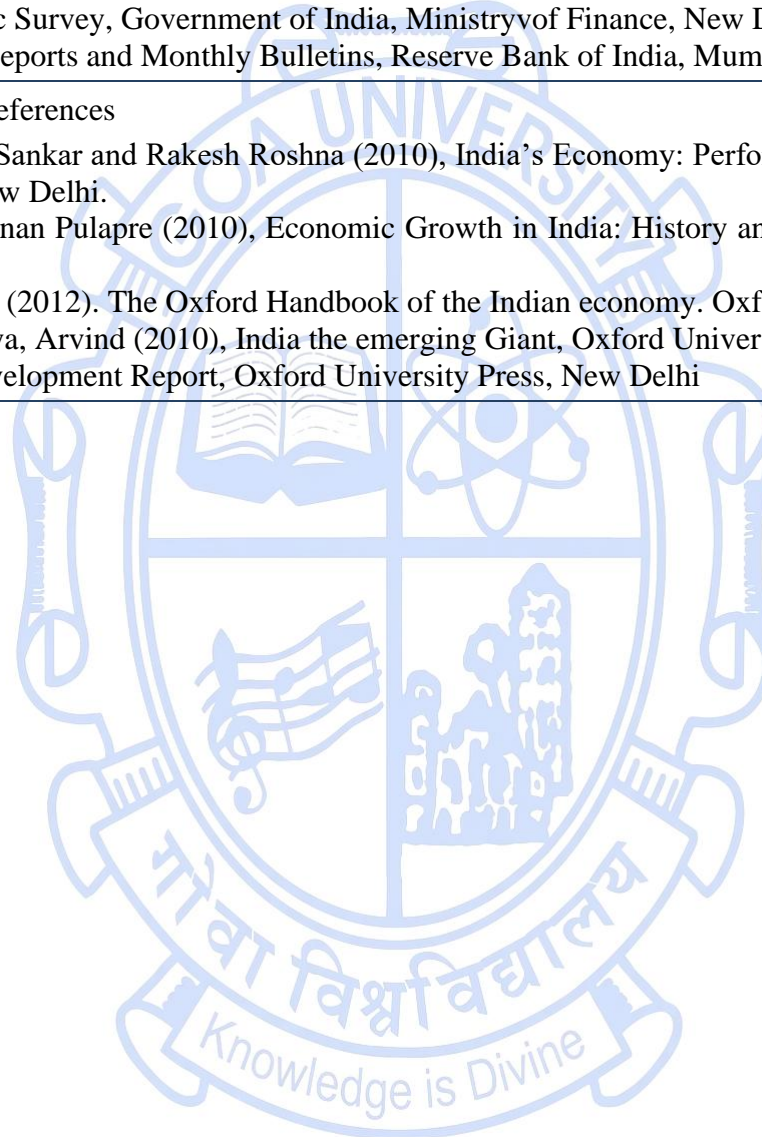 c Survey, Government of India, Ministryvof Finance, New D
eports and Monthly Bulletins, Reserve Bank of India, Mum
eferences
Sankar and Rakesh Roshna (2010), India’s Economy: Perfo
w Delhi.
nan Pulapre (2010), Economic Growth in India: History an
(2012). The Oxford Handbook of the Indian economy. Oxf
va, Arvind (2010), India the emerging Giant, Oxford Univer
velopment Report, Oxford University Press, New Delhi
GOA UNIVERSITY
गोंवा विश्वविद्यालय
Knowledge is Divine